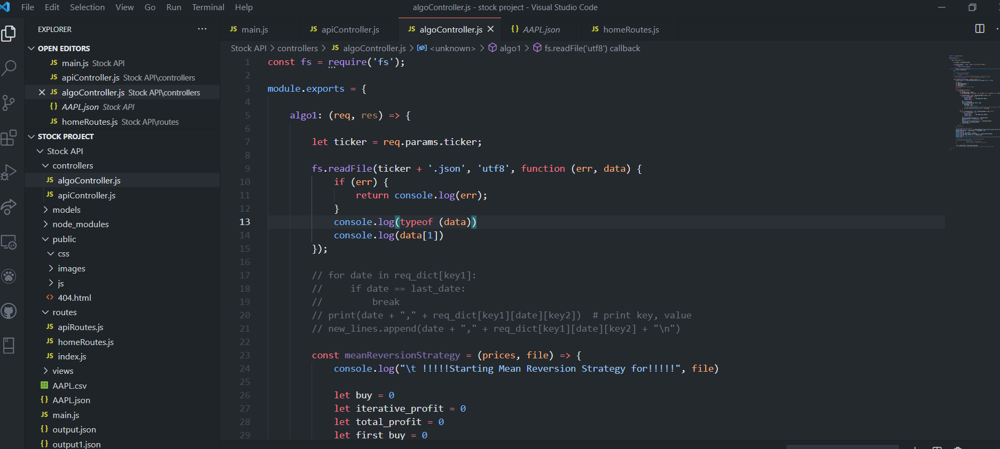 File Edit Selection View Go Run Terminal Help algoController.js - stock project - Visual Studio Code
EXPLORER ···
main.js apiController.js algoController.js AAPL.json homeRoutes.js
OPEN EDITORS
JS main.js Stock API
JS apiController.js Stock API\controllers
JS algoController.js Stock API\controllers
{} AAPL.json Stock API
JS homeRoutes.js Stock API\routes
STOCK PROJECT
Stock API
controllers
JS algoController.js
JS apiController.js
models
node_modules
public
css
images
js
<> 404.html
routes
JS apiRoutes.js
JS homeRoutes.js
JS index.js
views
AAPL.csv
{} AAPL.json
JS main.js
{} output.json
{} output1.json
Stock API > controllers > JS algoController.js > <unknown> > algo1 > fs.readFile('utf8') callback
1 const fs = require('fs');
2
3 module.exports = {
4
5 algo1: (req, res) => {
6
7 let ticker = req.params.ticker;
8
9 fs.readFile(ticker + '.json', 'utf8', function (err, data) {
10 if (err) {
11 return console.log(err);
12 }
13 console.log(typeof (data))
14 console.log(data[1])
15 });
16
17 // for date in req_dict[key1]:
18 //     if date == last_date:
19 //         break
20 // print(date + "," + req_dict[key1][date][key2])  # print key, value
21 // new_lines.append(date + "," + req_dict[key1][date][key2] + "\n")
22
23 const meanReversionStrategy = (prices, file) => {
24 console.log("\t !!!!!Starting Mean Reversion Strategy for!!!!!", file)
25
26 let buy = 0
27 let iterative_profit = 0
28 let total_profit = 0
29 let first_buy = 0